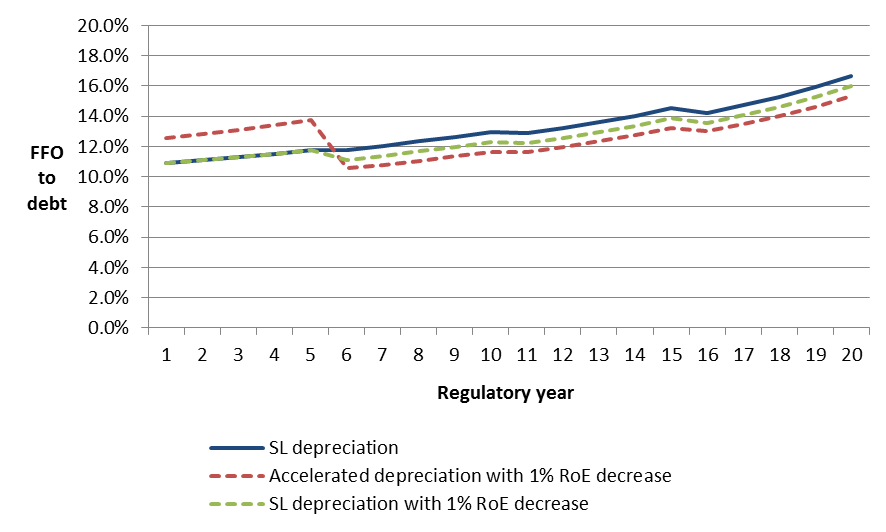 20.0%
18.0%
16.0%
14.0%
12.0%
10.0%
8.0%
6.0%
4.0%
2.0%
0.0%
FFO
to
debt
1 2 3 4 5 6 7 8 9 10 11 12 13 14 15 16 17 18 19 20
Regulatory year
SL depreciation
Accelerated depreciation with 1% RoE decrease
SL depreciation with 1% RoE decrease